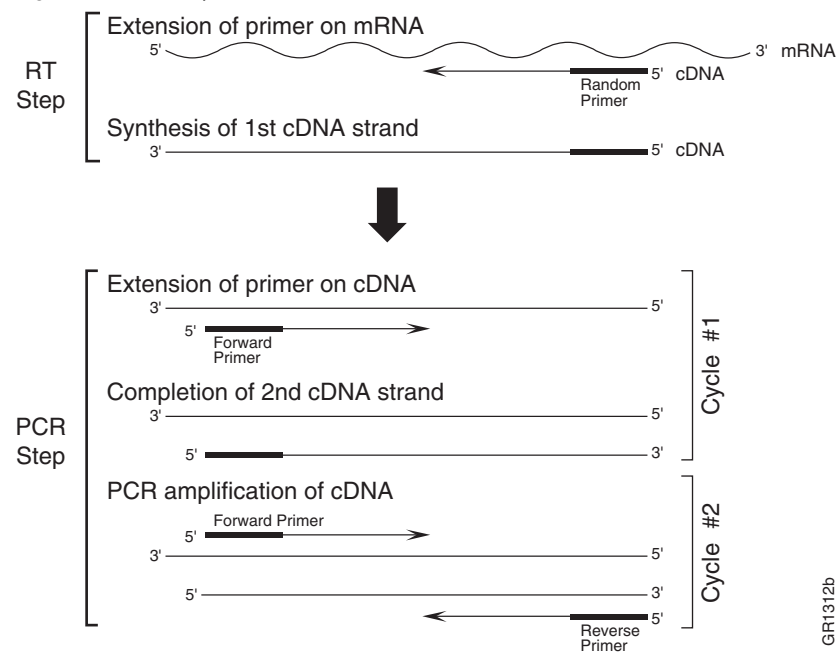 Extension of primer on mRNA
5' 3' mRNA
RT
Step
5' cDNA
Random
Primer
Synthesis of 1st cDNA strand
3' 5' cDNA
Extension of primer on cDNA
3' 5'
5'
Forward
Primer
Cycle #1
Completion of 2nd cDNA strand
3' 5'
PCR
Step
5' 3'
PCR amplification of cDNA
5' Forward Primer
3' 5'
Cycle #2
5' 3'
5'
Reverse
Primer
GR1312b